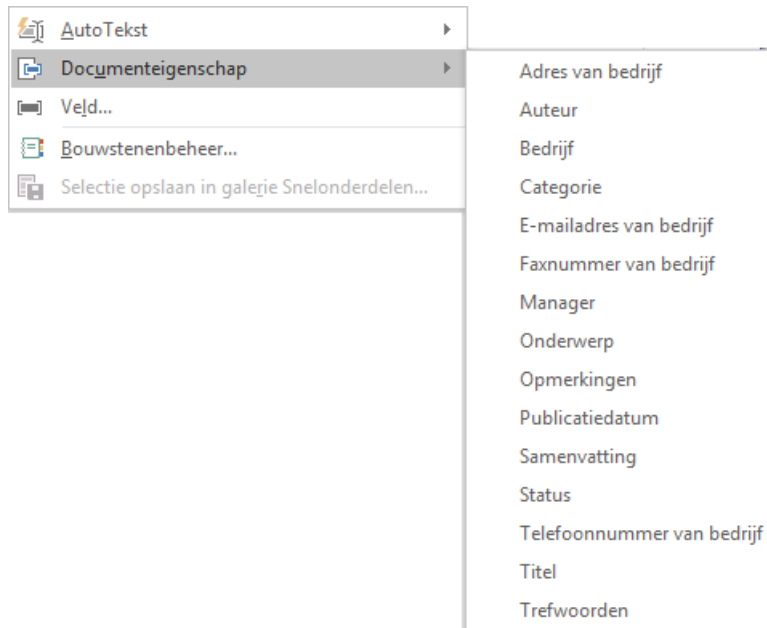 AutoTekst
Documenteigenschap
Veld...
Bouwstenenbeheer...
Selectie opslaan in galerie Snelonderdelen...
Adres van bedrijf
Auteur
Bedrijf
Categorie
E-mailadres van bedrijf
Faxnummer van bedrijf
Manager
Onderwerp
Opmerkingen
Publicatiedatum
Samenvatting
Status
Telefoonnummer van bedrijf
Titel
Trefwoorden